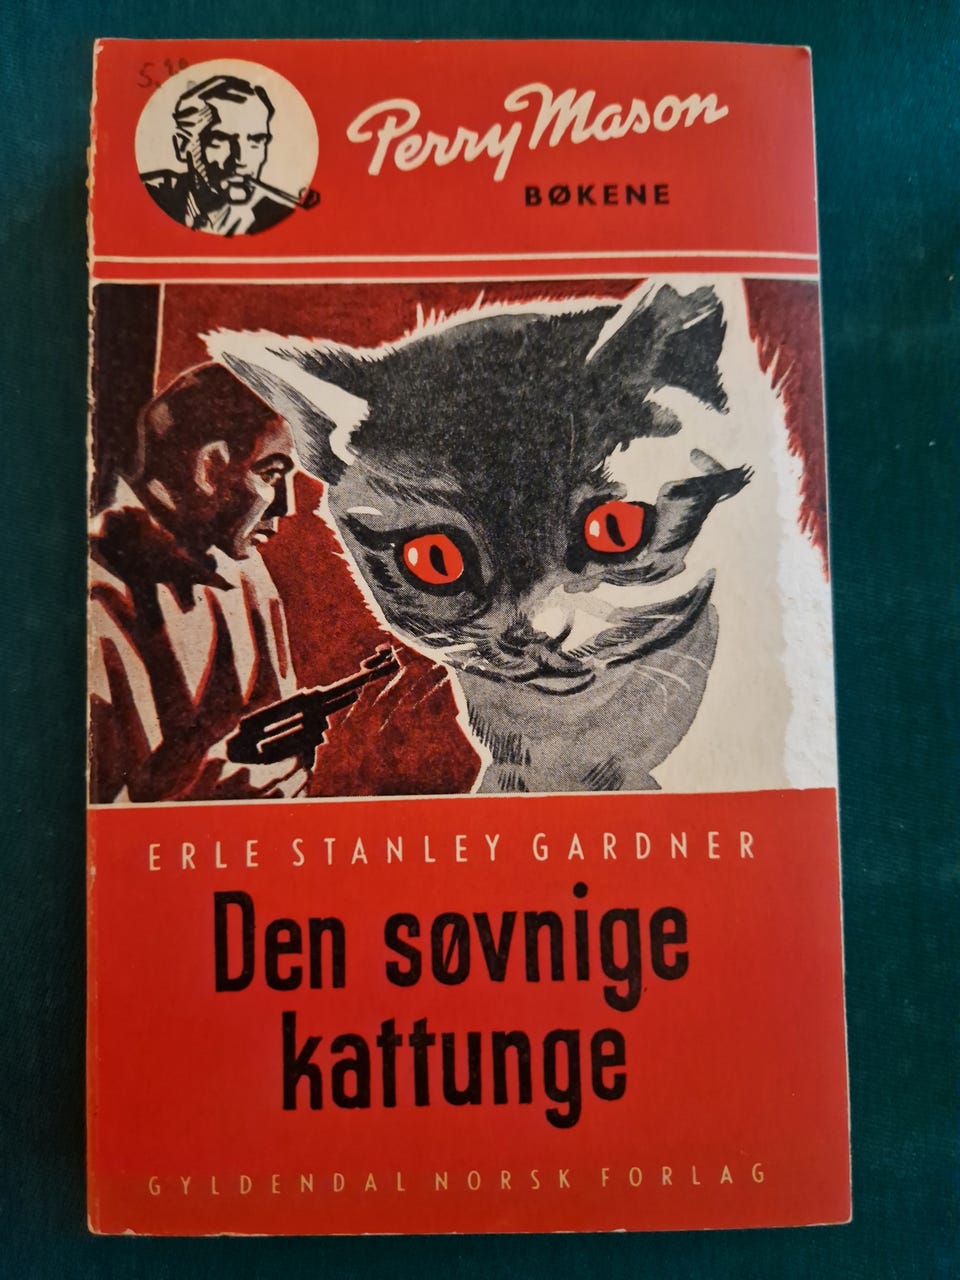 Perry Mason
BØKENE
ERLE STANLEY GARDNER
Den søvnige
kattunge
GYLDENDAL NORSK FORLAG